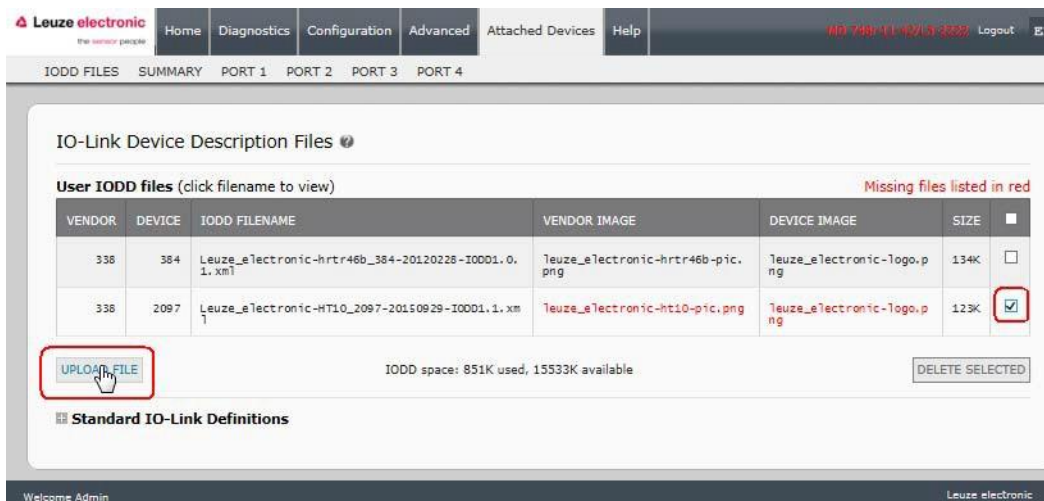 Leuze electronic
the sensor people
Home Diagnostics Configuration Advanced Attached Devices Help Logout E
IODD FILES SUMMARY PORT 1 PORT 2 PORT 3 PORT 4
IO-Link Device Description Files ?
User IODD files (click filename to view) Missing files listed in red
VENDOR DEVICE IODD FILENAME VENDOR IMAGE DEVICE IMAGE SIZE
338 384 Leuze_electronic-hrtr46b_384-20120228-IODD1.0. leuze_electronic-hrtr46b-pic. leuze_electronic-logo.p 134K
1.xml png ng
338 2097 Leuze_electronic-HT10_2097-20150929-IODD1.1.xm leuze_electronic-ht10-pic.png leuze_electronic-logo.p 123K
l ng
UPLOAD FILE IODD space: 851K used, 15533K available DELETE SELECTED
Standard IO-Link Definitions
Welcome Admin Leuze electronic